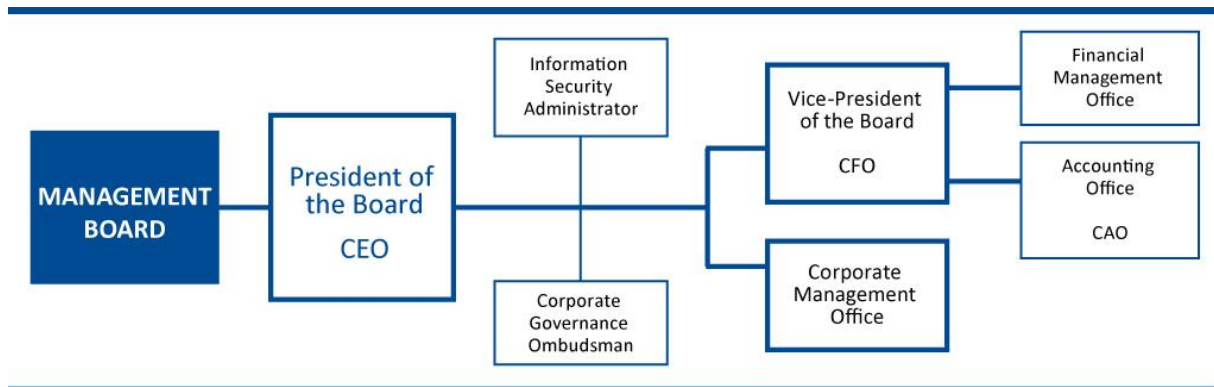 MANAGEMENT
BOARD
President of
the Board
CEO
Information
Security
Administrator
Corporate
Governance
Ombudsman
Vice-President
of the Board
CFO
Corporate
Management
Office
Financial
Management
Office
Accounting
Office
CAO